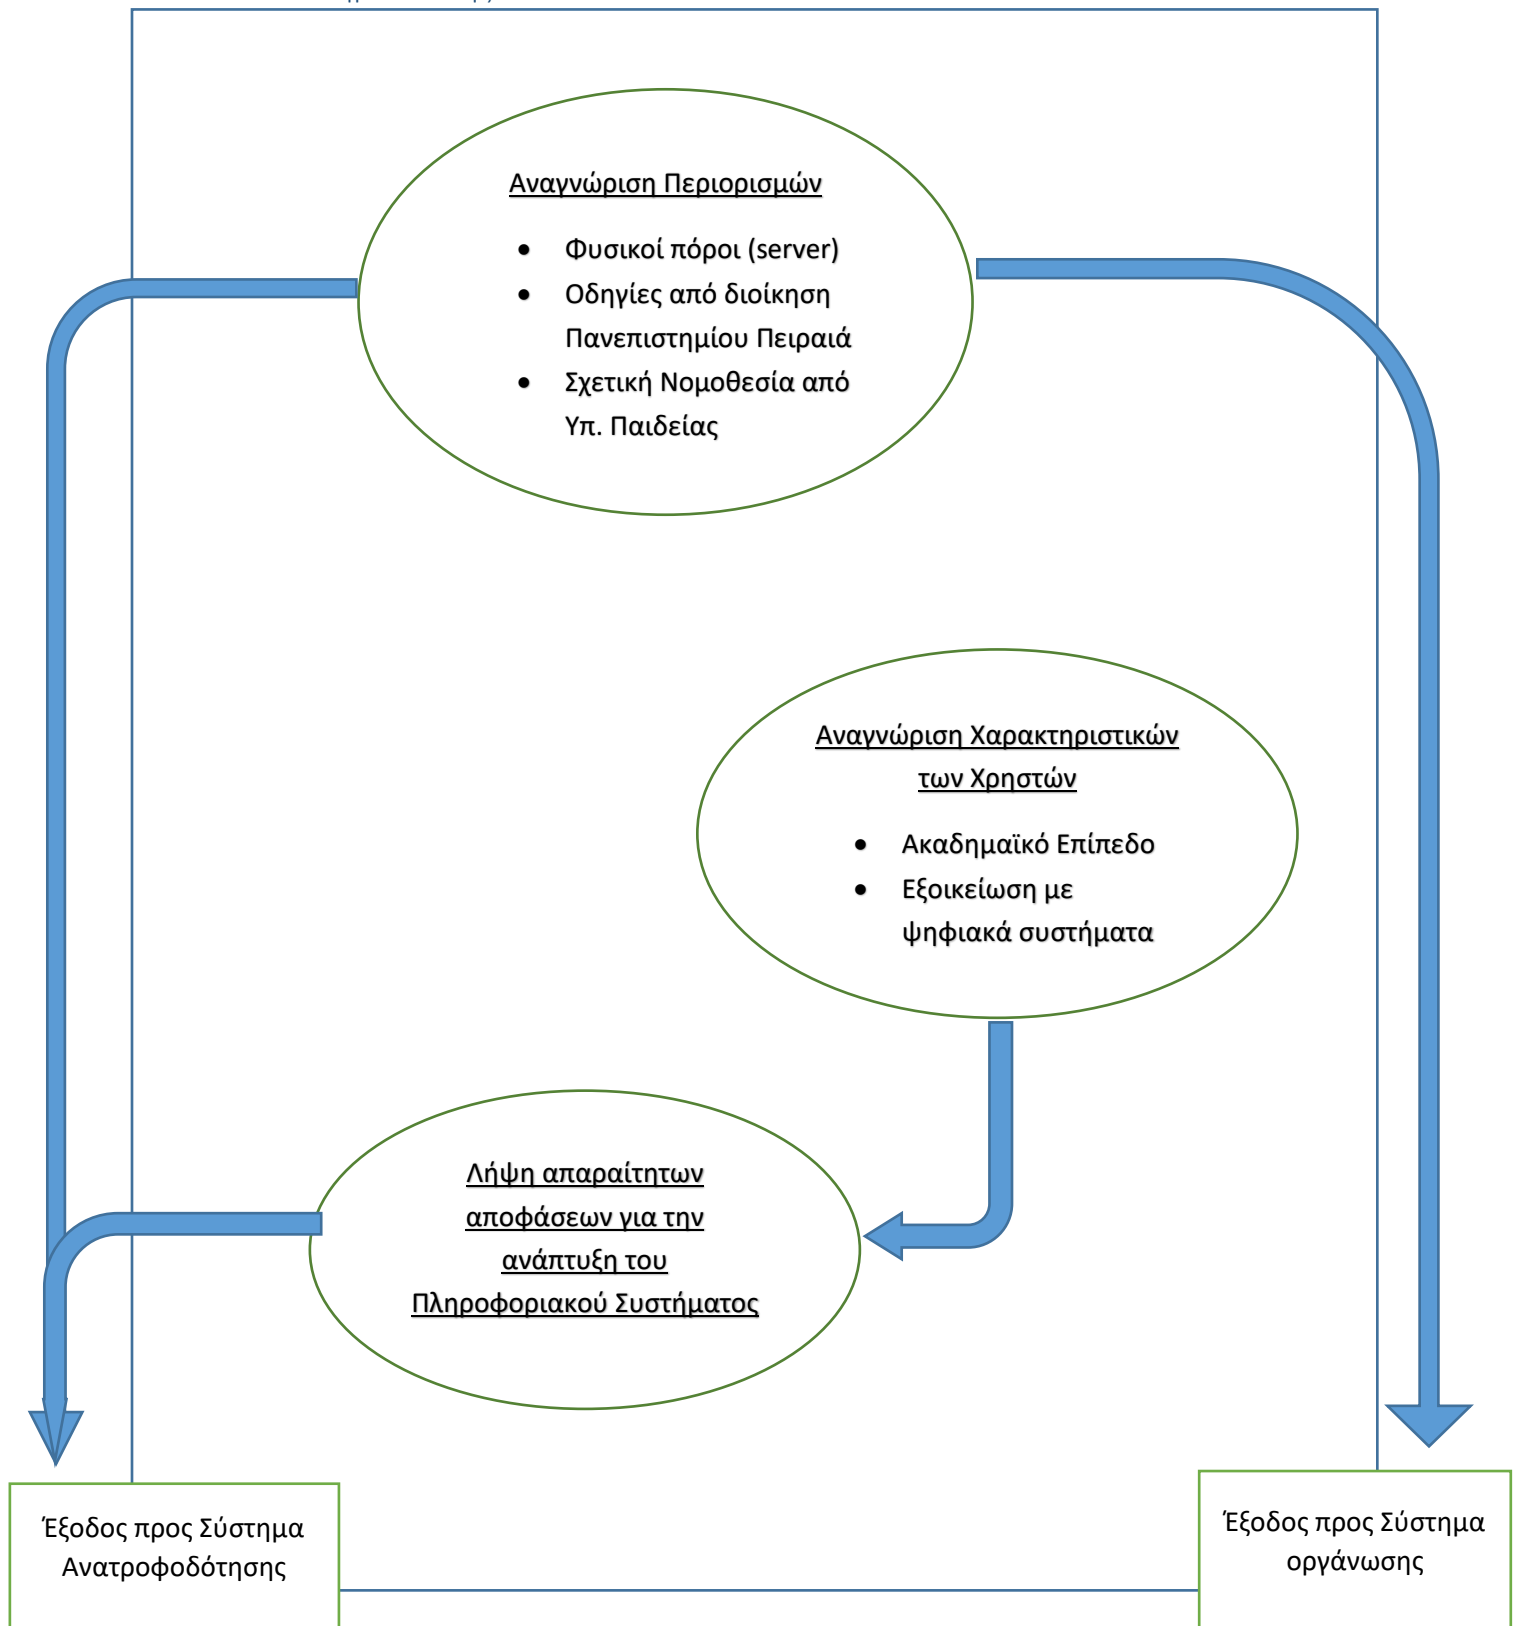 Αναγνώριση Περιορισμών
• Φυσικοί πόροι (server)
• Οδηγίες από διοίκηση
Πανεπιστημίου Πειραιά
• Σχετική Νομοθεσία από
Υπ. Παιδείας
Αναγνώριση Χαρακτηριστικών
των Χρηστών
• Ακαδημαϊκό Επίπεδο
• Εξοικείωση με
ψηφιακά συστήματα
Λήψη απαραίτητων
αποφάσεων για την
ανάπτυξη του
Πληροφοριακού Συστήματος
Έξοδος προς Σύστημα
Ανατροφοδότησης
Έξοδος προς Σύστημα
οργάνωσης